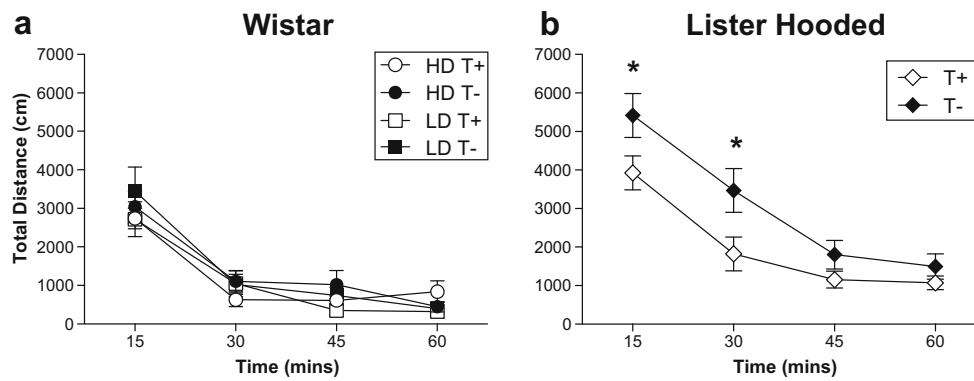 a Wistar
7000
6000
5000
4000
3000
2000
1000
0
Total Distance (cm)
HD T+
HD T-
LD T+
LD T-
15 30 45 60
Time (mins)
b Lister Hooded
7000
6000
5000
4000
3000
2000
1000
0
*
*
T+
T-
15 30 45 60
Time (mins)